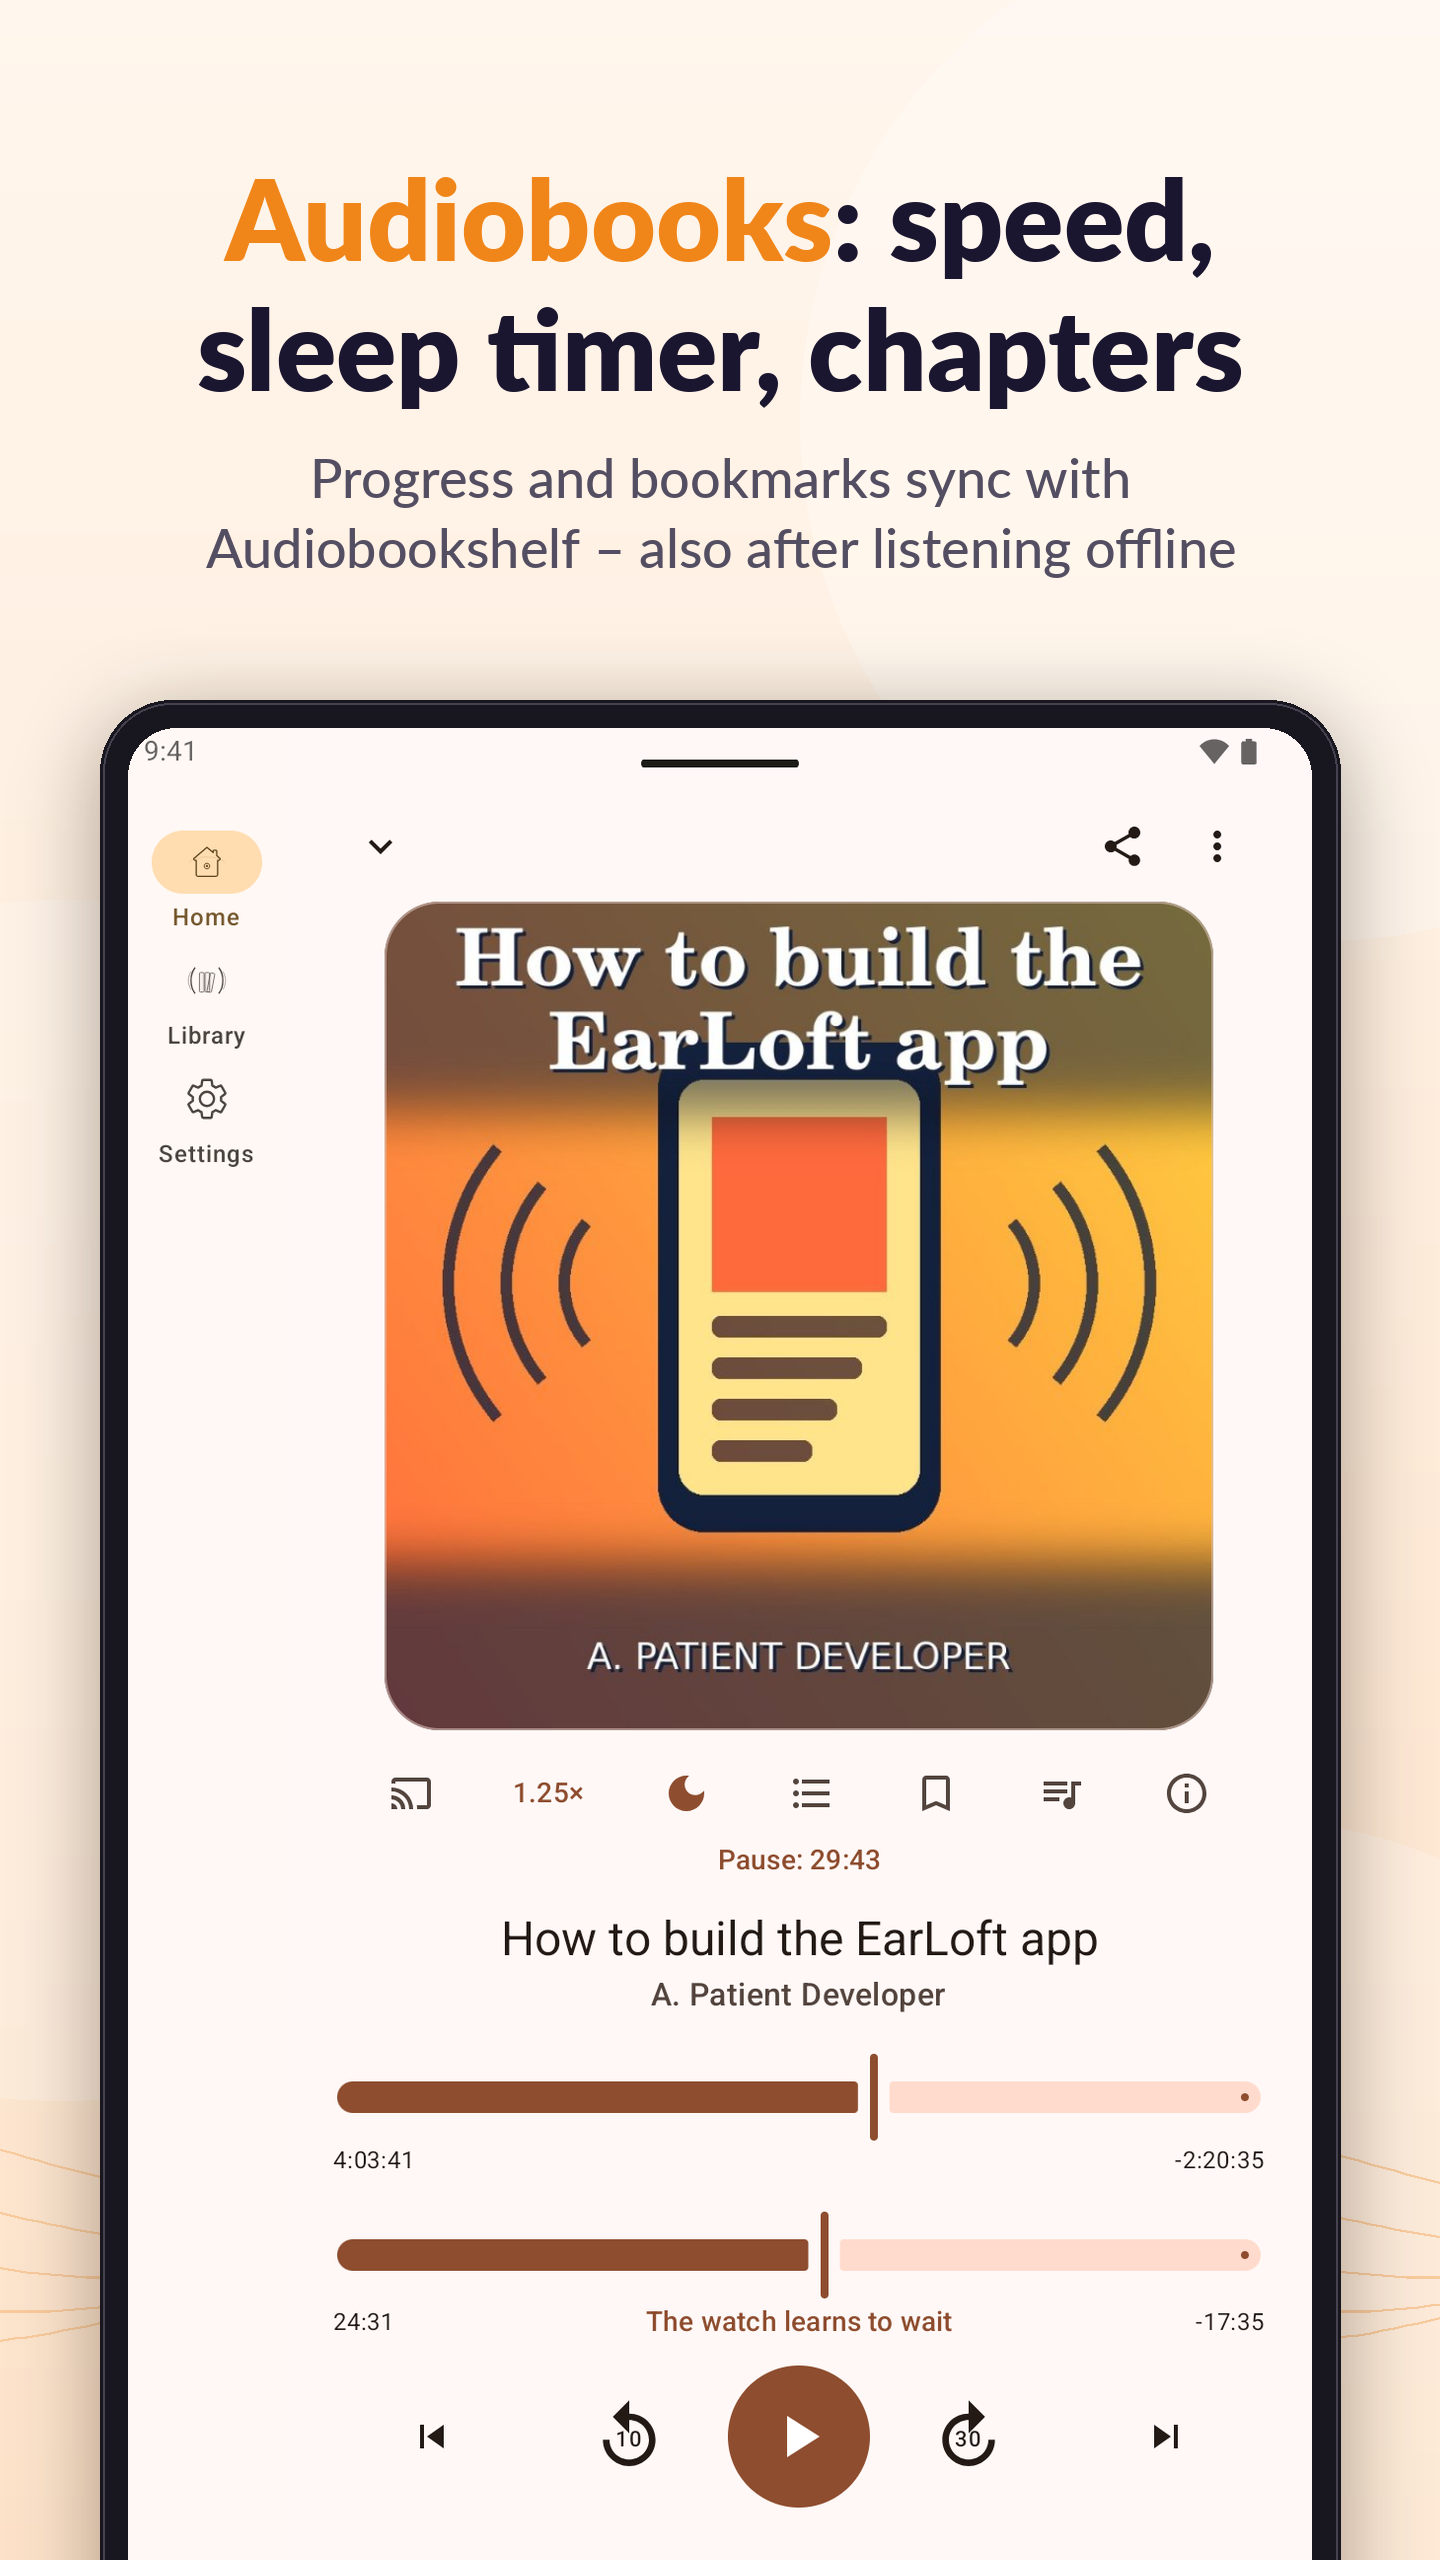 Audiobooks: speed,
sleep timer, chapters
Progress and bookmarks sync with
Audiobookshelf – also after listening offline
9:41
Home
Library
Settings
How to build the
EarLoft app
A. PATIENT DEVELOPER
1.25×
Pause: 29:43
How to build the EarLoft app
A. Patient Developer
4:03:41 -2:20:35
24:31 The watch learns to wait -17:35
10 30